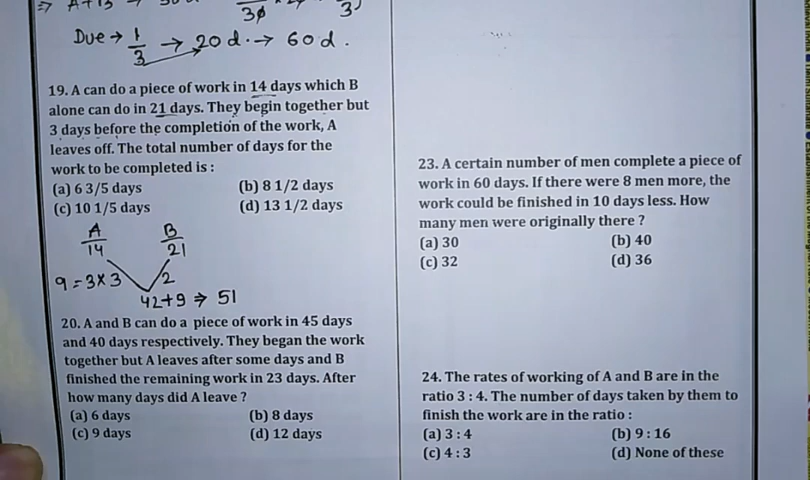 ⇒ A+13 → 30
3
Due → 1/3 → 20 d. → 60 d.
19. A can do a piece of work in 14 days which B
alone can do in 21 days. They begin together but
3 days before the completion of the work, A
leaves off. The total number of days for the
work to be completed is :
(a) 6 3/5 days (b) 8 1/2 days
(c) 10 1/5 days (d) 13 1/2 days
A/14 B/21
9 = 3×3 2
42+9 ⇒ 51
20. A and B can do a piece of work in 45 days
and 40 days respectively. They began the work
together but A leaves after some days and B
finished the remaining work in 23 days. After
how many days did A leave ?
(a) 6 days (b) 8 days
(c) 9 days (d) 12 days
23. A certain number of men complete a piece of
work in 60 days. If there were 8 men more, the
work could be finished in 10 days less. How
many men were originally there ?
(a) 30 (b) 40
(c) 32 (d) 36
24. The rates of working of A and B are in the
ratio 3 : 4. The number of days taken by them to
finish the work are in the ratio :
(a) 3 : 4 (b) 9 : 16
(c) 4 : 3 (d) None of these